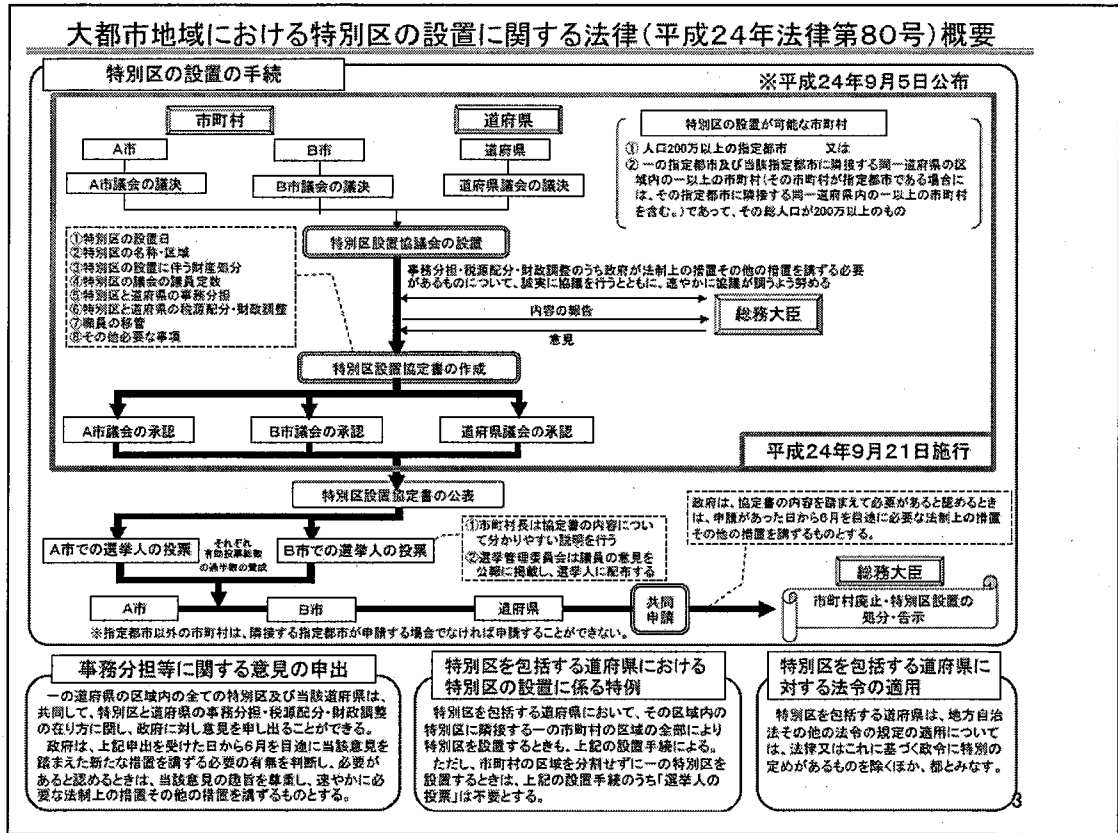 大都市地域における特別区の設置に関する法律(平成24年法律第80号)概要
特別区の設置の手続
※平成24年9月5日公布
市町村
道府県
A市
B市
道府県
A市議会の議決
B市議会の議決
道府県議会の議決
特別区の設置が可能な市町村
① 人口200万以上の指定都市　又は
② 一の指定都市及び当該指定都市に隣接する同一道府県の区
域内の一以上の市町村(その市町村が指定都市である場合に
は、その指定都市に隣接する同一道府県内の一以上の市町村
を含む。)であって、その総人口が200万以上のもの
特別区設置協議会の設置
①特別区の設置日
②特別区の名称・区域
③特別区の設置に伴う財産処分
④特別区の議会の議員定数
⑤特別区と道府県の事務分担
⑥特別区と道府県の税源配分・財政調整
⑦職員の移管
⑧その他必要な事項
事務分担・税源配分・財政調整のうち政府が法制上の措置その他の措置を講ずる必要
があるものについて、誠実に協議を行うとともに、速やかに協議が調うよう努める
内容の報告
意見
総務大臣
特別区設置協定書の作成
A市議会の承認
B市議会の承認
道府県議会の承認
平成24年9月21日施行
特別区設置協定書の公表
A市での選挙人の投票
それぞれ
有効投票総数
の過半数の賛成
B市での選挙人の投票
①市町村長は協定書の内容につい
て分かりやすい説明を行う
②選挙管理委員会は議員の意見を
公報に掲載し、選挙人に配布する
政府は、協定書の内容を踏まえて必要があると認めるとき
は、申請があった日から6月を目途に必要な法制上の措置
その他の措置を講ずるものとする。
A市
B市
道府県
共同
申請
総務大臣
市町村廃止・特別区設置の
処分・告示
※指定都市以外の市町村は、隣接する指定都市が申請する場合でなければ申請することができない。
事務分担等に関する意見の申出
一の道府県の区域内の全ての特別区及び当該道府県は、
共同して、特別区と道府県の事務分担・税源配分・財政調整
の在り方に関し、政府に対し意見を申し出ることができる。
政府は、上記申出を受けた日から6月を目途に当該意見を
踏まえた新たな措置を講ずる必要の有無を判断し、必要が
あると認めるときは、当該意見の趣旨を尊重し、速やかに必
要な法制上の措置その他の措置を講ずるものとする。
特別区を包括する道府県における
特別区の設置に係る特例
特別区を包括する道府県において、その区域内の
特別区に隣接する一の市町村の区域の全部により
特別区を設置するときも、上記の設置手続による。
ただし、市町村の区域を分割せずに一の特別区を
設置するときは、上記の設置手続のうち「選挙人の
投票」は不要とする。
特別区を包括する道府県に
対する法令の適用
特別区を包括する道府県は、地方自治
法その他の法令の規定の適用について
は、法律又はこれに基づく政令に特別の
定めがあるものを除くほか、都とみなす。
3